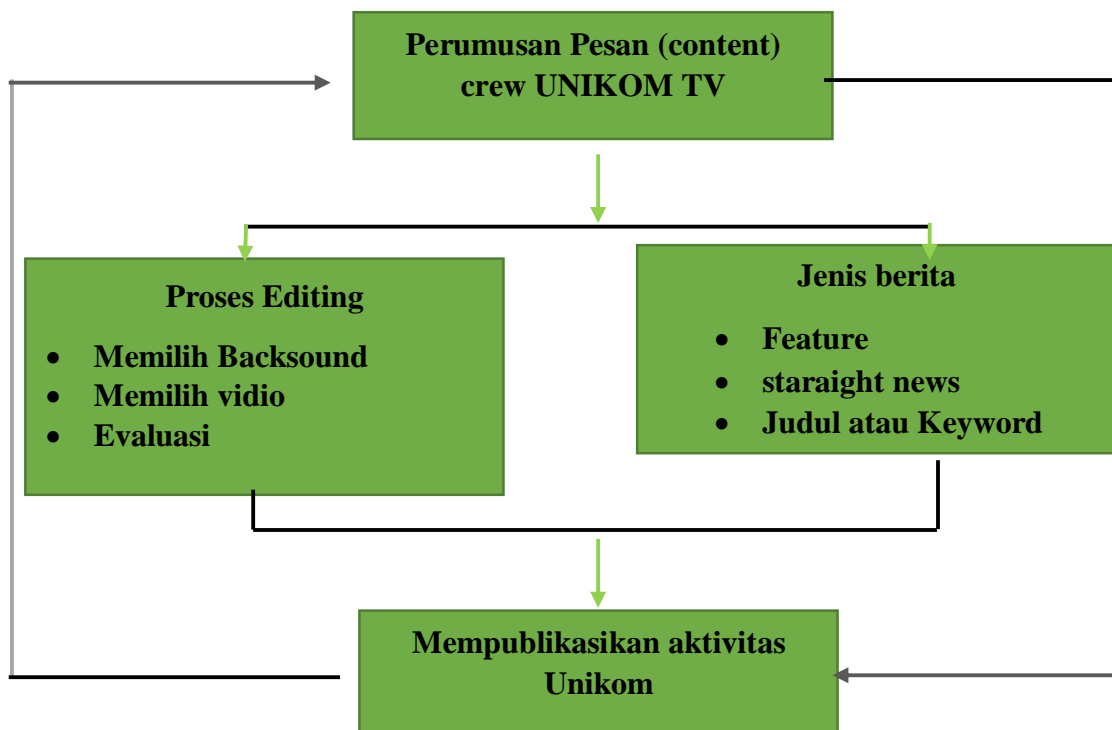 Perumusan Pesan (content)
crew UNIKOM TV
Proses Editing
• Memilih Backsound
• Memilih vidio
• Evaluasi
Jenis berita
• Feature
• staraight news
• Judul atau Keyword
Mempublikasikan aktivitas
Unikom